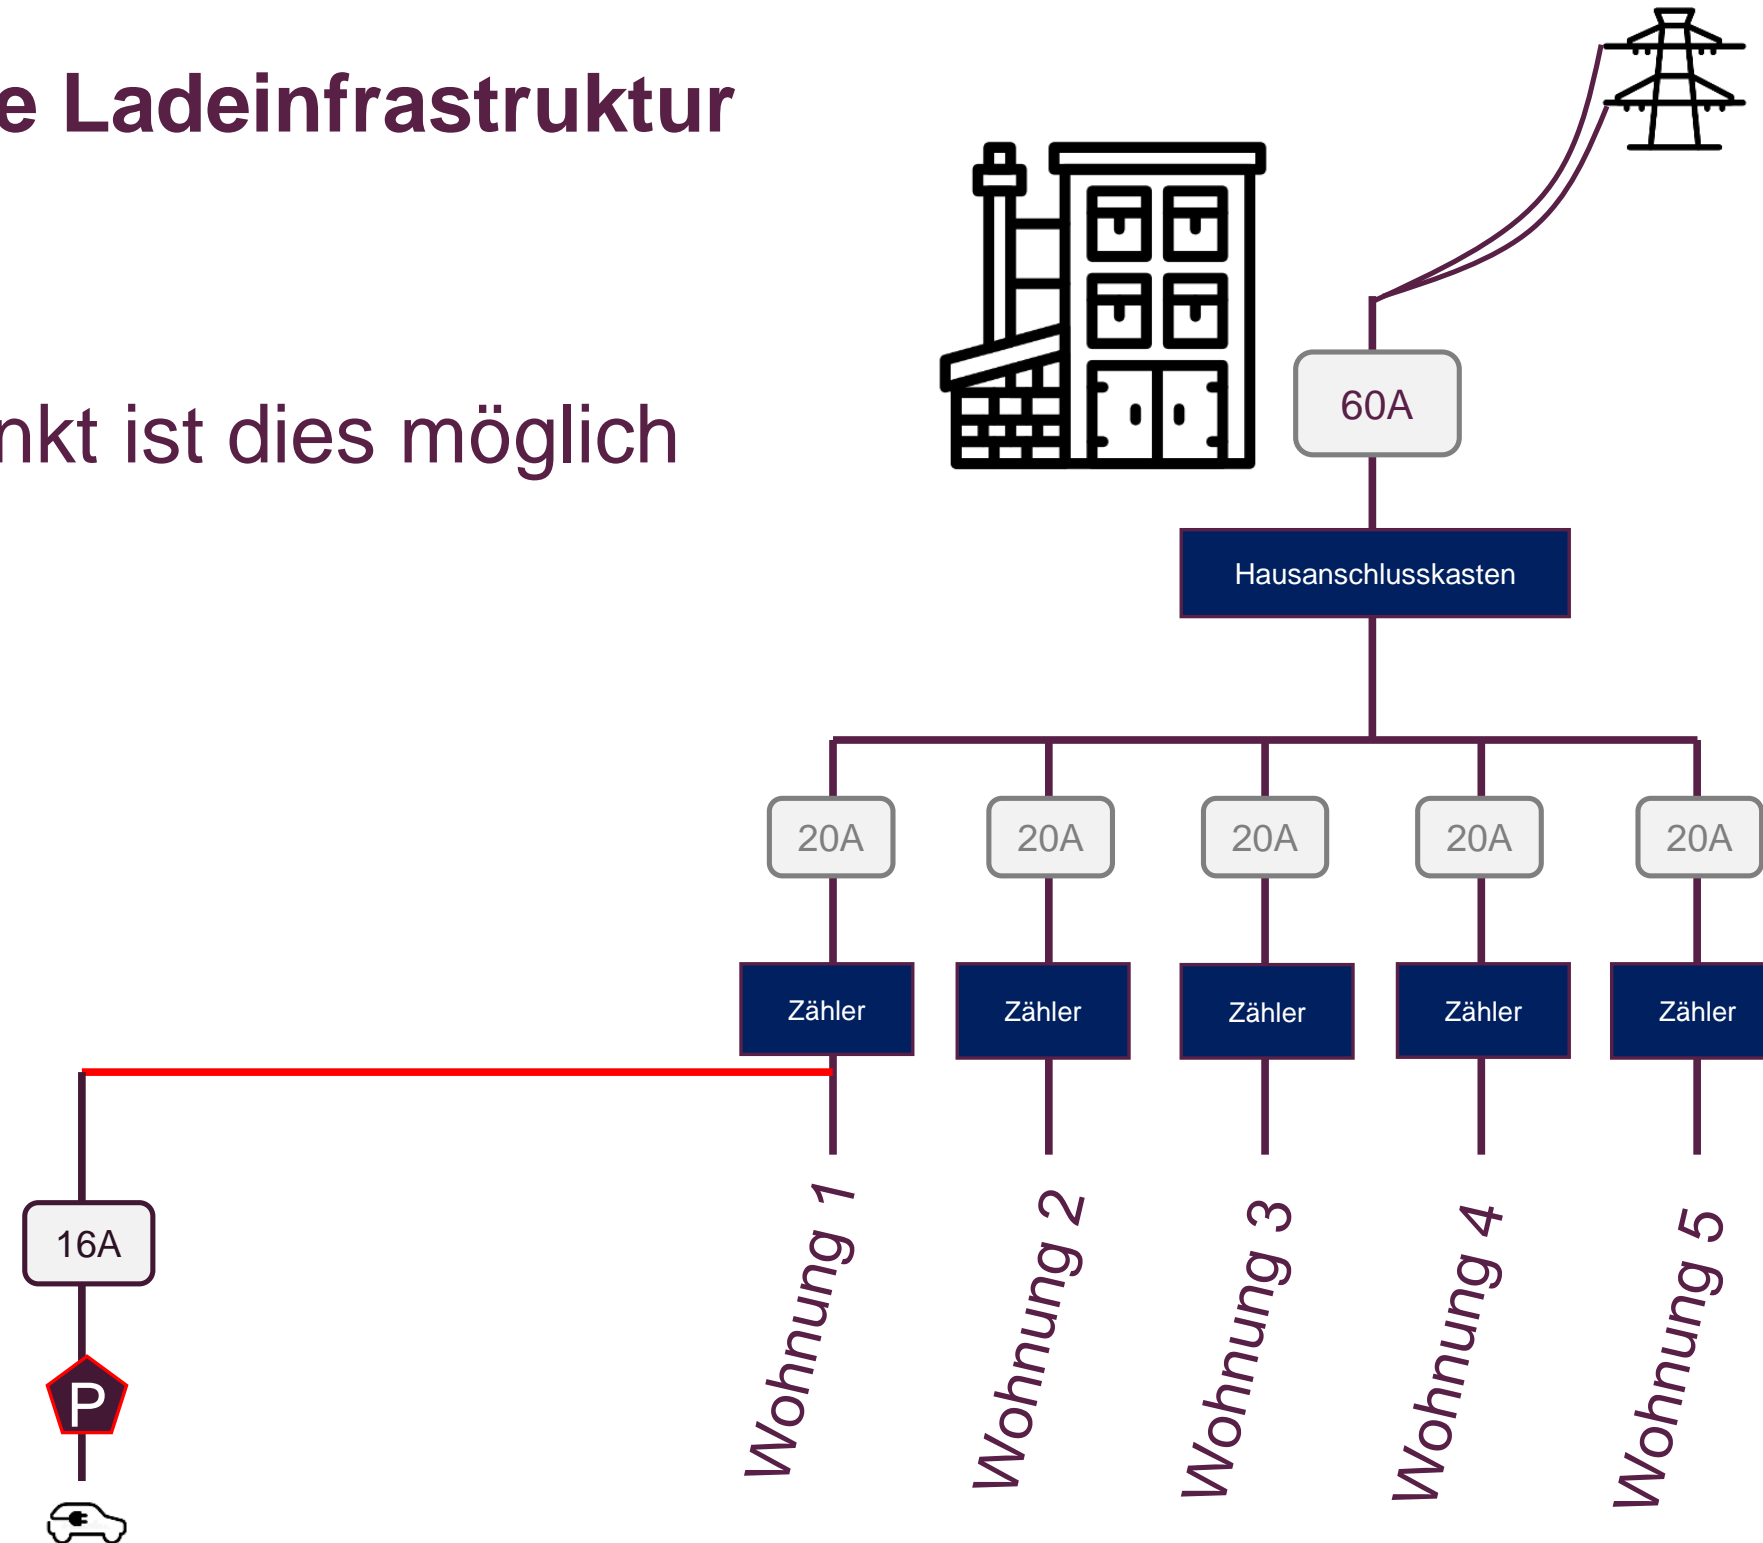 e Ladeinfrastruktur
nkt ist dies möglich
60A
Hausanschlusskasten
20A 20A 20A 20A 20A
Zähler Zähler Zähler Zähler Zähler
16A
P
Wohnung 1 Wohnung 2 Wohnung 3 Wohnung 4 Wohnung 5